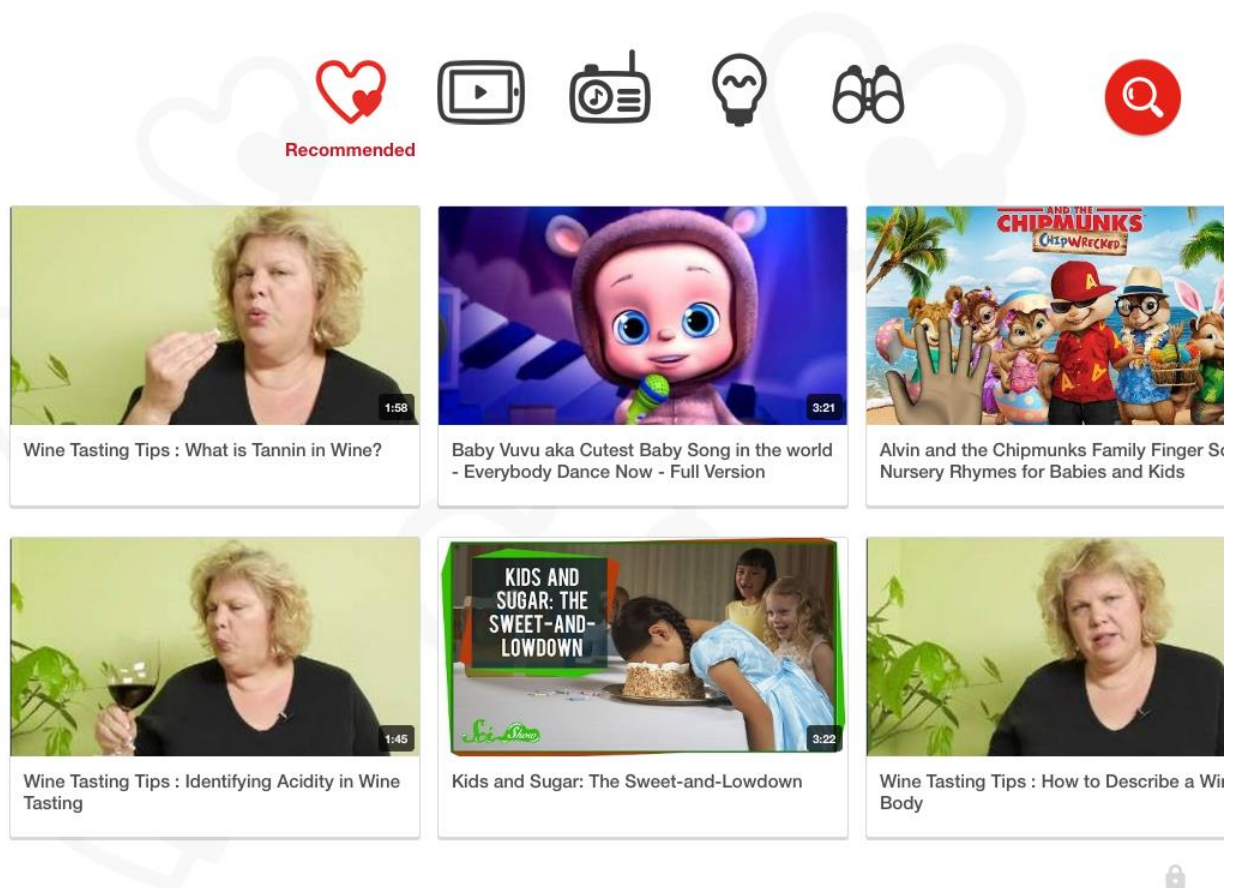 Recommended
1:58
Wine Tasting Tips : What is Tannin in Wine?
3:21
Baby Vuvu aka Cutest Baby Song in the world
- Everybody Dance Now - Full Version
AND THE
CHIPMUNKS
CHIPWRECKED
A
A
Alvin and the Chipmunks Family Finger So
Nursery Rhymes for Babies and Kids
1:45
Wine Tasting Tips : Identifying Acidity in Wine
Tasting
KIDS AND
SUGAR: THE
SWEET-AND-
LOWDOWN
Sci Show
3:22
Kids and Sugar: The Sweet-and-Lowdown
Wine Tasting Tips : How to Describe a Wi
Body